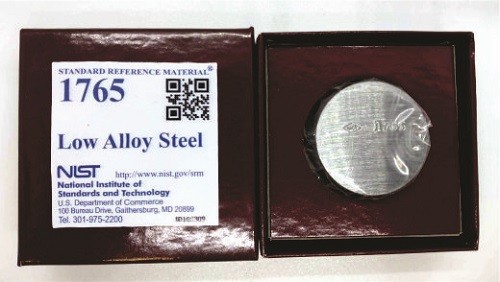 STANDARD REFERENCE MATERIAL®
1765
Low Alloy Steel
NIST http://www.nist.gov/srm
National Institute of
Standards and Technology
U.S. Department of Commerce
100 Bureau Drive, Gaithersburg, MD 20899
Tel. 301-975-2200